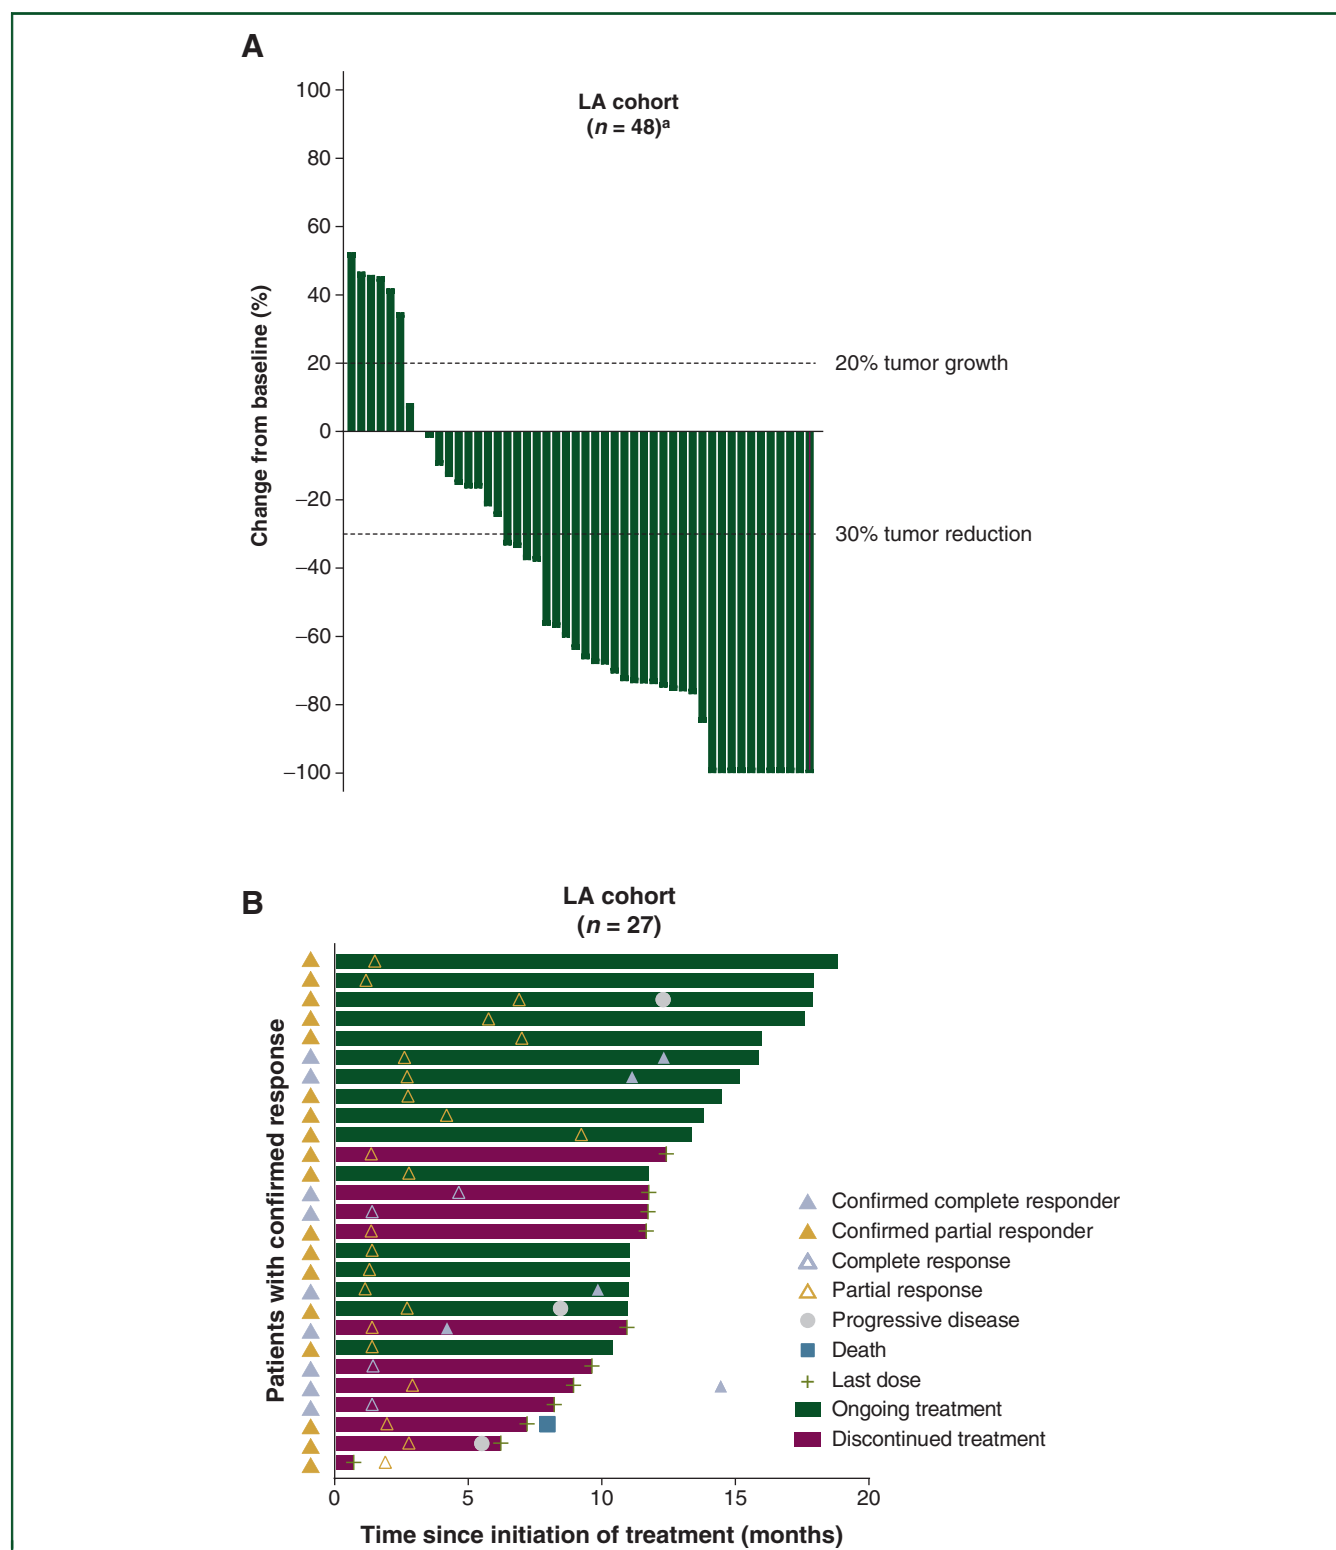 A
LA cohort
(n = 48)a
100
80
60
40
20
0
–20
–40
–60
–80
–100
Change from baseline (%)
20% tumor growth
30% tumor reduction
B
LA cohort
(n = 27)
Patients with confirmed response
Confirmed complete responder
Confirmed partial responder
Complete response
Partial response
Progressive disease
Death
Last dose
Ongoing treatment
Discontinued treatment
0 5 10 15 20
Time since initiation of treatment (months)